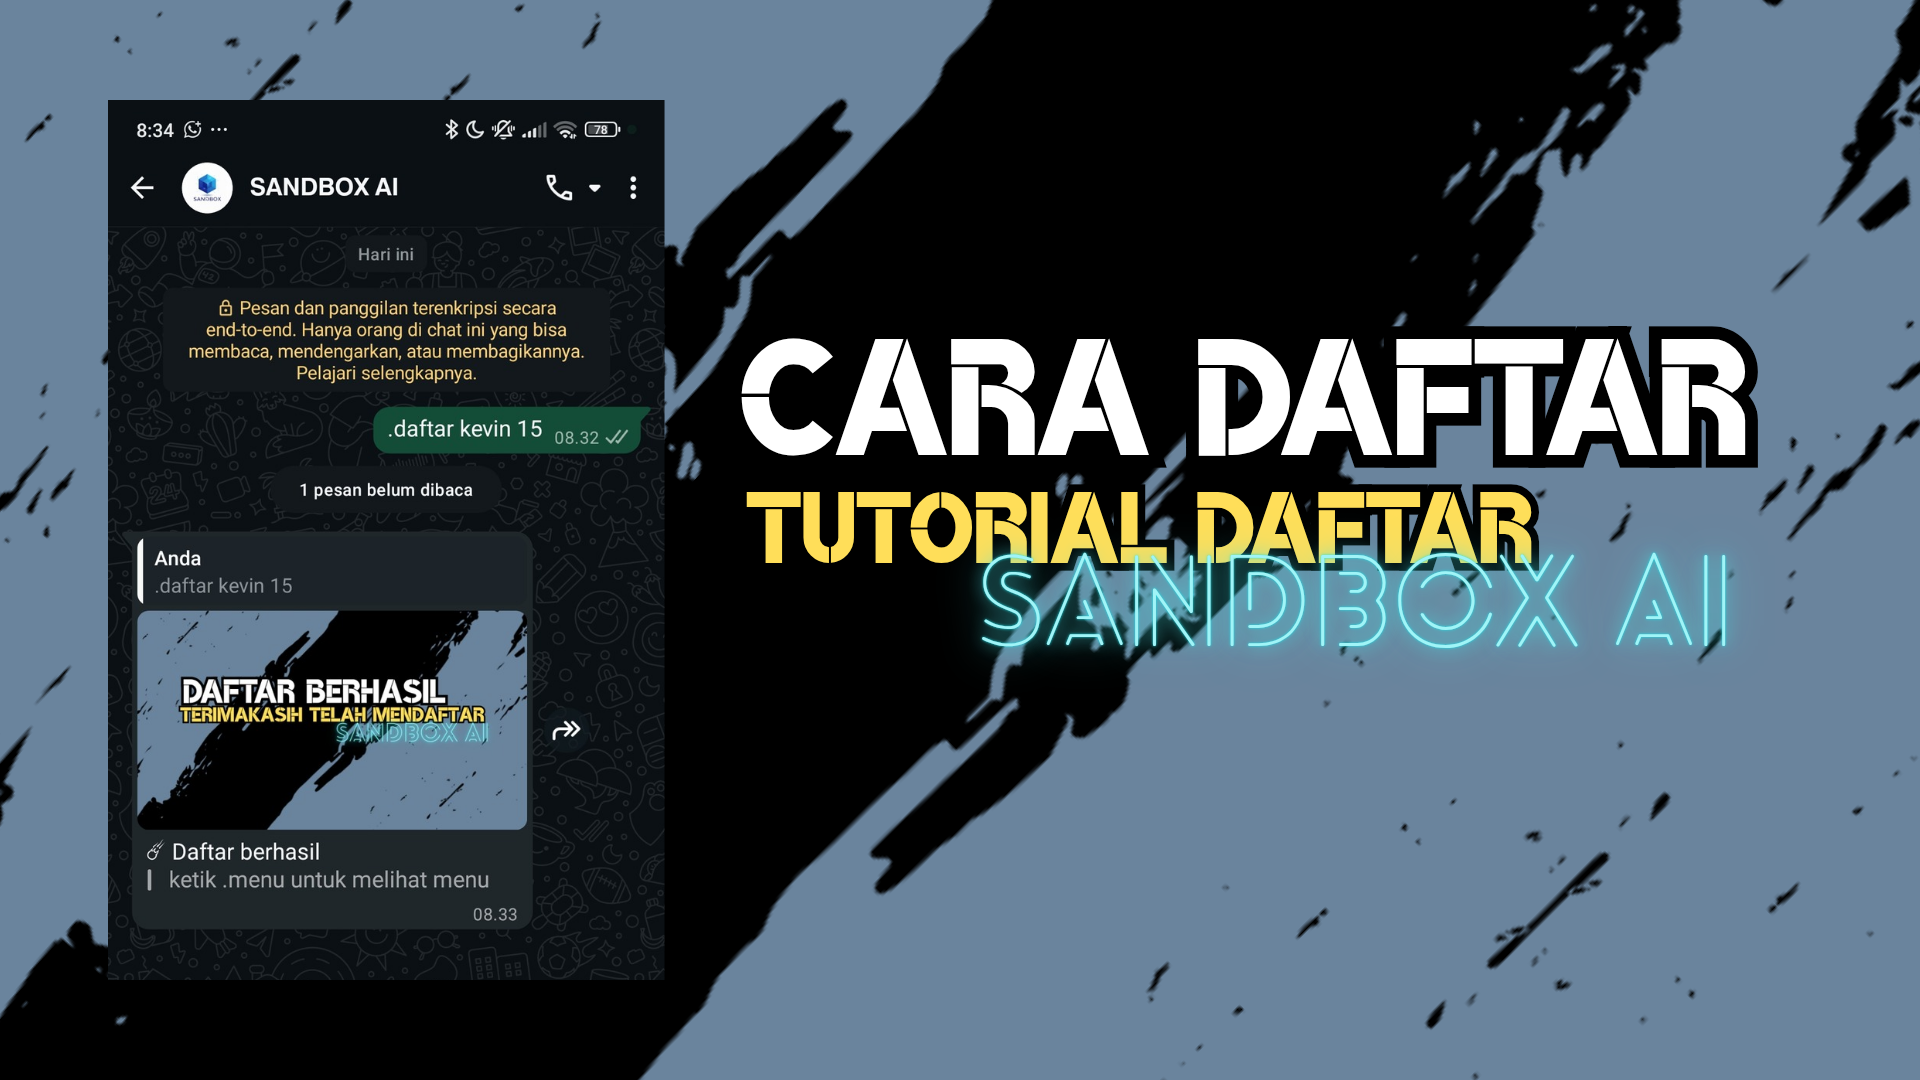 8:34
78
SANDBOX
SANDBOX AI
Hari ini
Pesan dan panggilan terenkripsi secara
end-to-end. Hanya orang di chat ini yang bisa
membaca, mendengarkan, atau membagikannya.
Pelajari selengkapnya.
.daftar kevin 15 08.32
1 pesan belum dibaca
Anda
.daftar kevin 15
DAFTAR BERHASIL
TERIMAKASIH TELAH MENDAFTAR
SANDBOX AI
Daftar berhasil
ketik .menu untuk melihat menu
08.33
CARA DAFTAR
TUTORIAL DAFTAR
SANDBOX AI